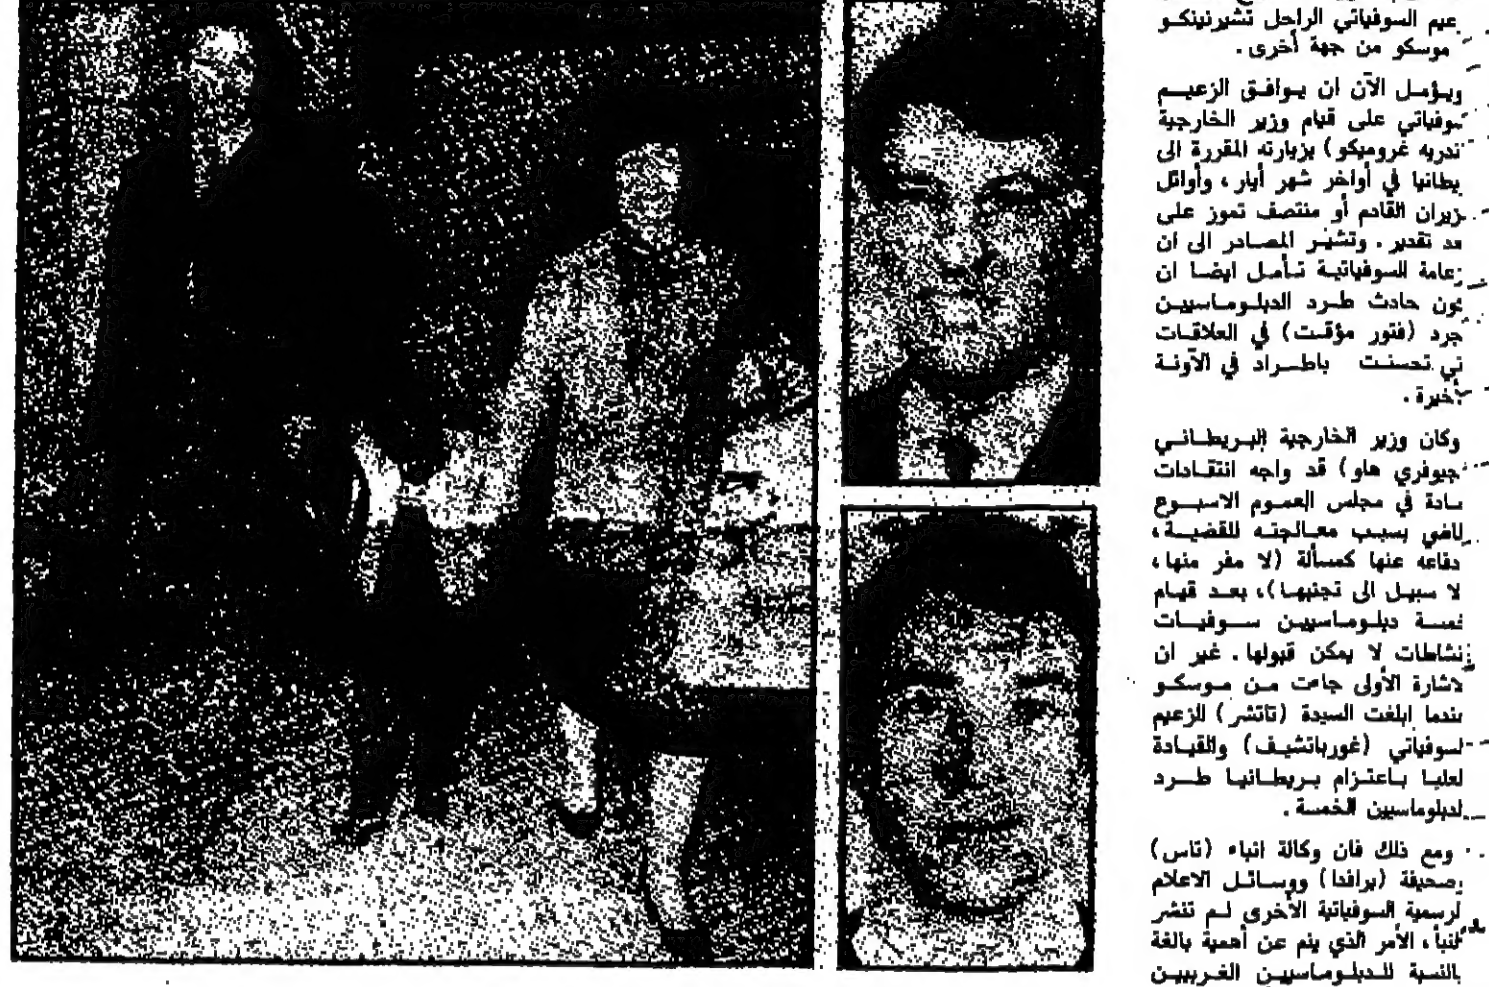 عيم السوفياتي الراحل تشيرنينكو
موسكو من جهة أخرى .
ويؤمل الآن ان يوافق الزعيم
سوفياتي على قيام وزير الخارجية
ندريه غروميكو) بزيارته المقررة الى
يطانيا في أواخر شهر أيار، وأوائل
زيران القادم أو منتصف تموز على
عد تقدير . وتشير المصادر الى ان
زعامة السوفياتية تأمل ايضا ان
كون حادث طرد الدبلوماسيين
جرد (فتور مؤقت) في العلاقات
تي تحسنت باطراد في الآونة
أخيرة .
وكان وزير الخارجية البريطاني
جيوفري هاو) قد واجه انتقادات
ادة في مجلس العموم الاسبوع
لماضي بسبب معالجته للقضية،
دفاعه عنها كمسألة (لا مفر منها،
لا سبيل الى تجنبها)، بعد قيام
مسة دبلوماسيين سوفيات
نشاطات لا يمكن قبولها. غير ان
لاشارة الأولى جاءت من موسكو
ندما ابلغت السيدة (تاتشر) الزعيم
لسوفياتي (غورباتشيف) والقيادة
لعليا باعتزام بريطانيا طرد
لدبلوماسيين الخمسة .
ومع ذلك فان وكالة انباء (تاس)
وصحيفة (برافدا) ووسائل الاعلام
لرسمية السوفياتية الأخرى لم تنشر
لنبأ، الأمر الذي ينم عن أهمية بالغة
بالنسبة للدبلوماسيين الغربيين